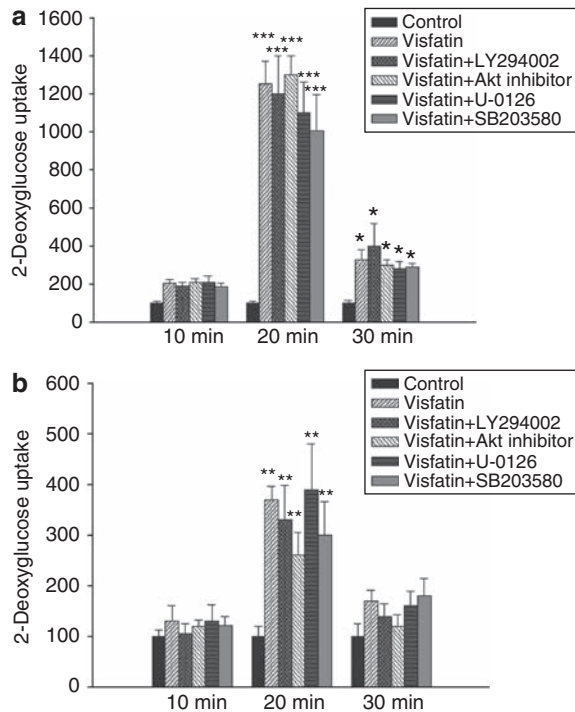 a
2-Deoxyglucose uptake
1600
1400
1200
1000
800
600
400
200
0
Control
Visfatin
Visfatin+LY294002
Visfatin+Akt inhibitor
Visfatin+U-0126
Visfatin+SB203580
***
***
***
***
***
*
*
*
*
*
10 min
20 min
30 min
b
2-Deoxyglucose uptake
600
500
400
300
200
100
0
Control
Visfatin
Visfatin+LY294002
Visfatin+Akt inhibitor
Visfatin+U-0126
Visfatin+SB203580
**
**
**
**
**
10 min
20 min
30 min